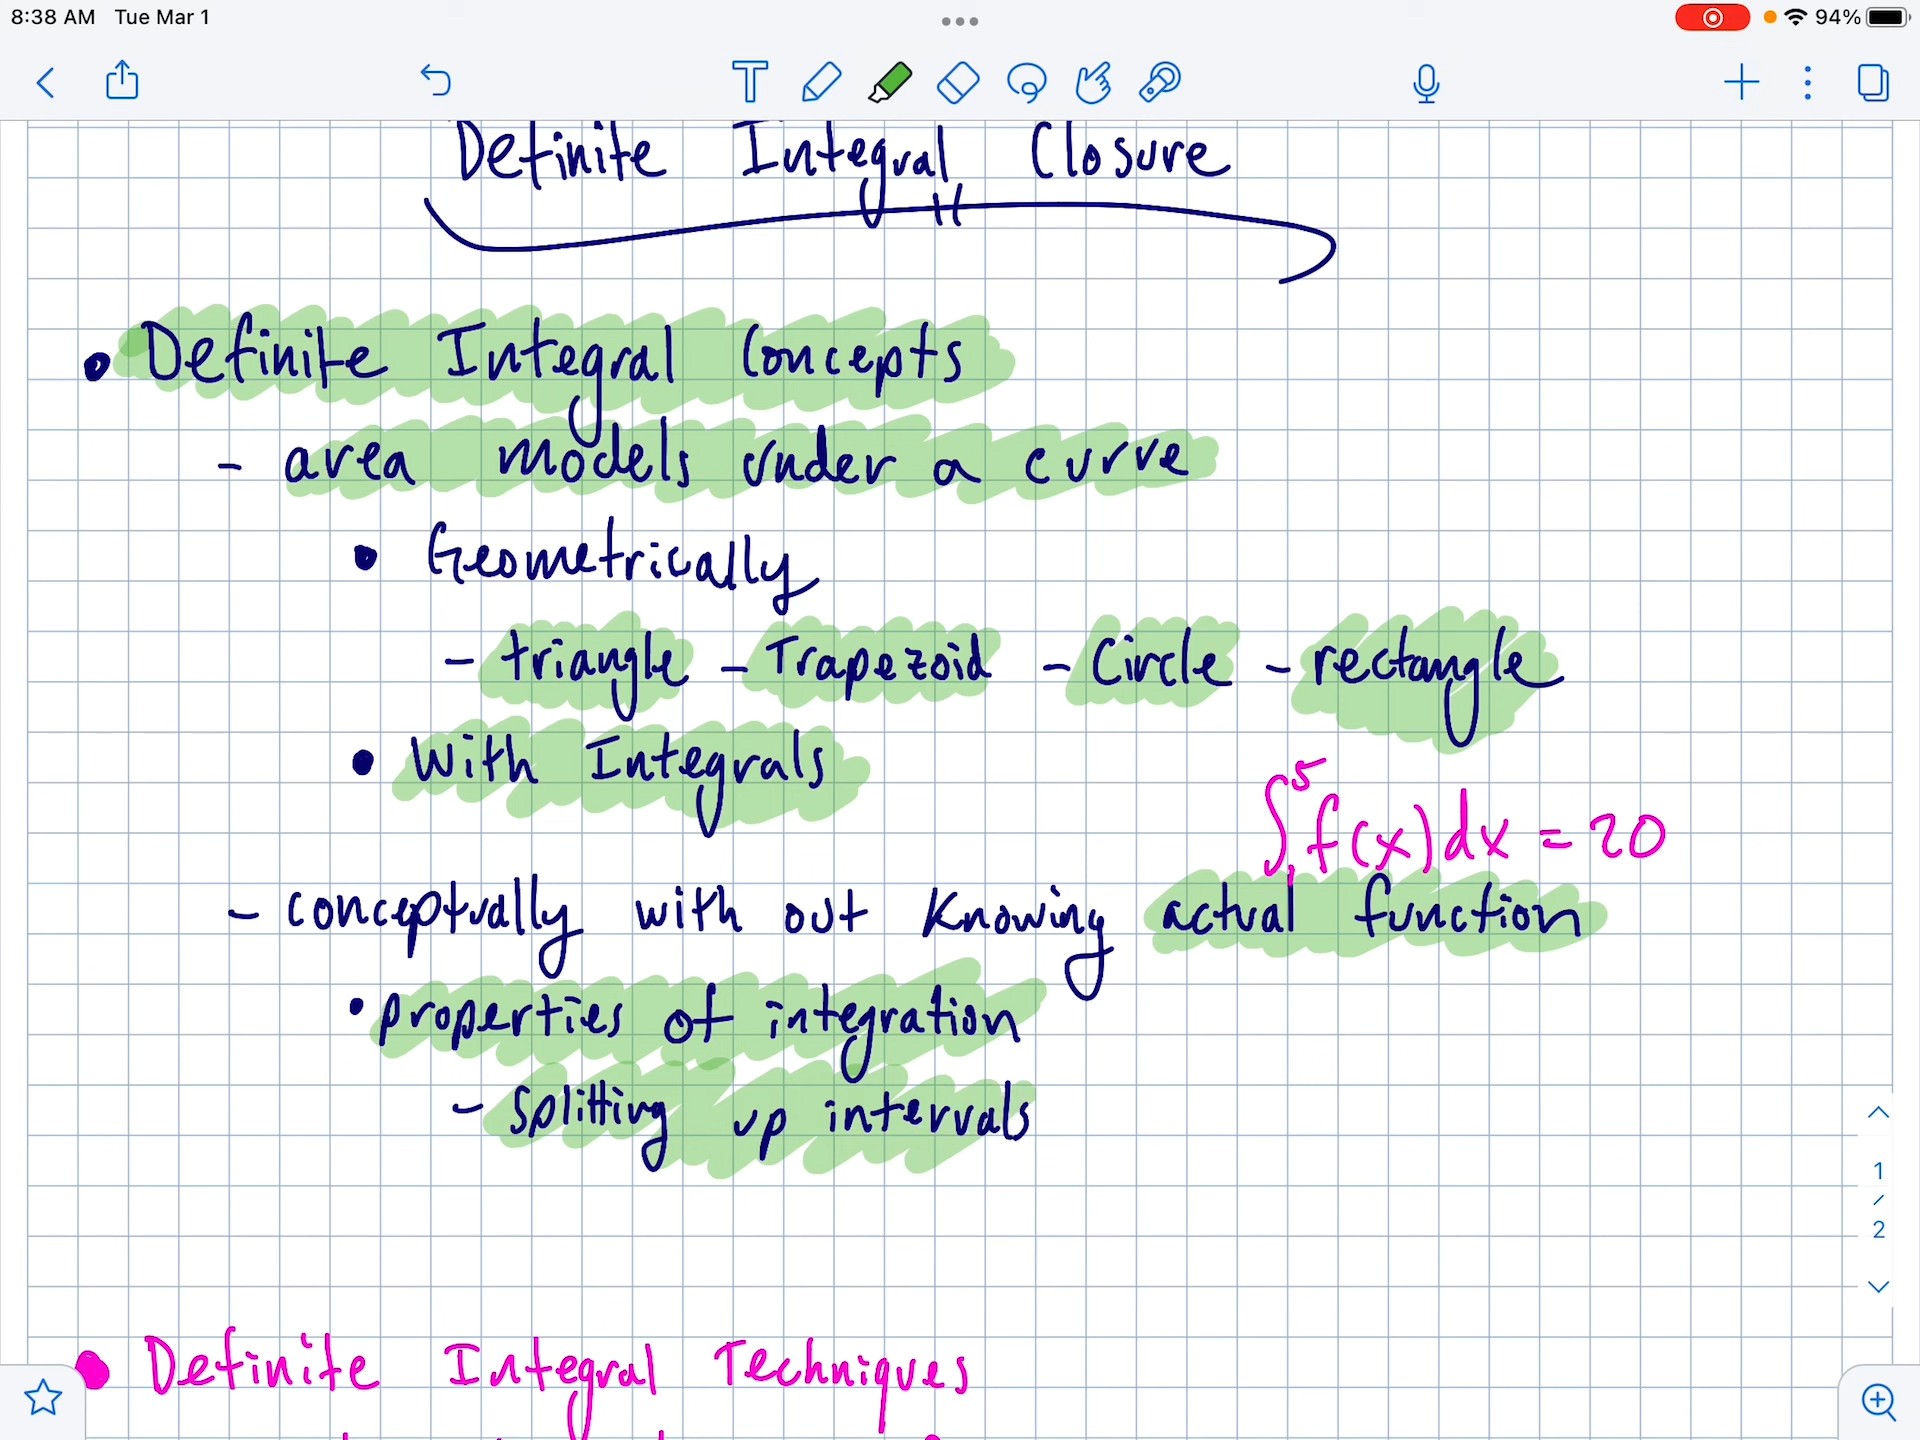 8:38 AM Tue Mar 1 94%
Definite Integral Closure
• Definite Integral Concepts
- area models under a curve
• Geometrically
- triangle - Trapezoid - Circle - rectangle
• With Integrals
∫₁⁵ f(x) dx = 20
- conceptually with out knowing actual function
• properties of integration
- splitting up intervals
1
/
2
• Definite Integral Techniques